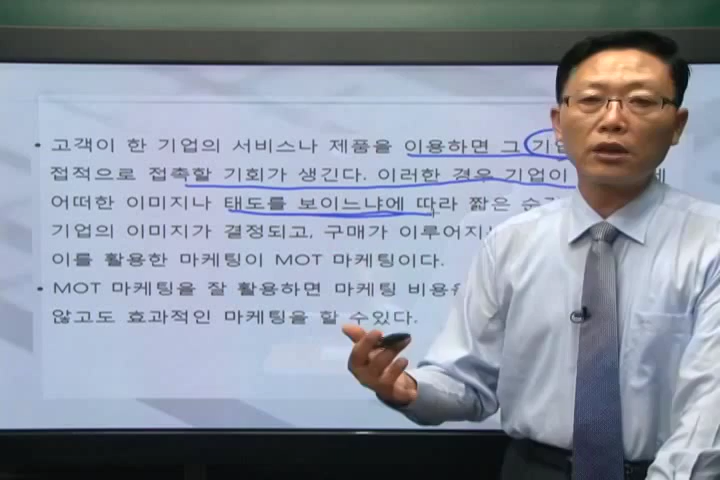 • 고객이 한 기업의 서비스나 제품을 이용하면 그
접적으로 접촉할 기회가 생긴다. 이러한 경우 기업이
어떠한 이미지나 태도를 보이느냐에 따라 짧은
기업의 이미지가 결정되고, 구매가
이를 활용한 마케팅이 MOT 마케팅이다.
• MOT 마케팅을 잘 활용하면 마케팅
않고도 효과적인 마케팅을 할 수있다.